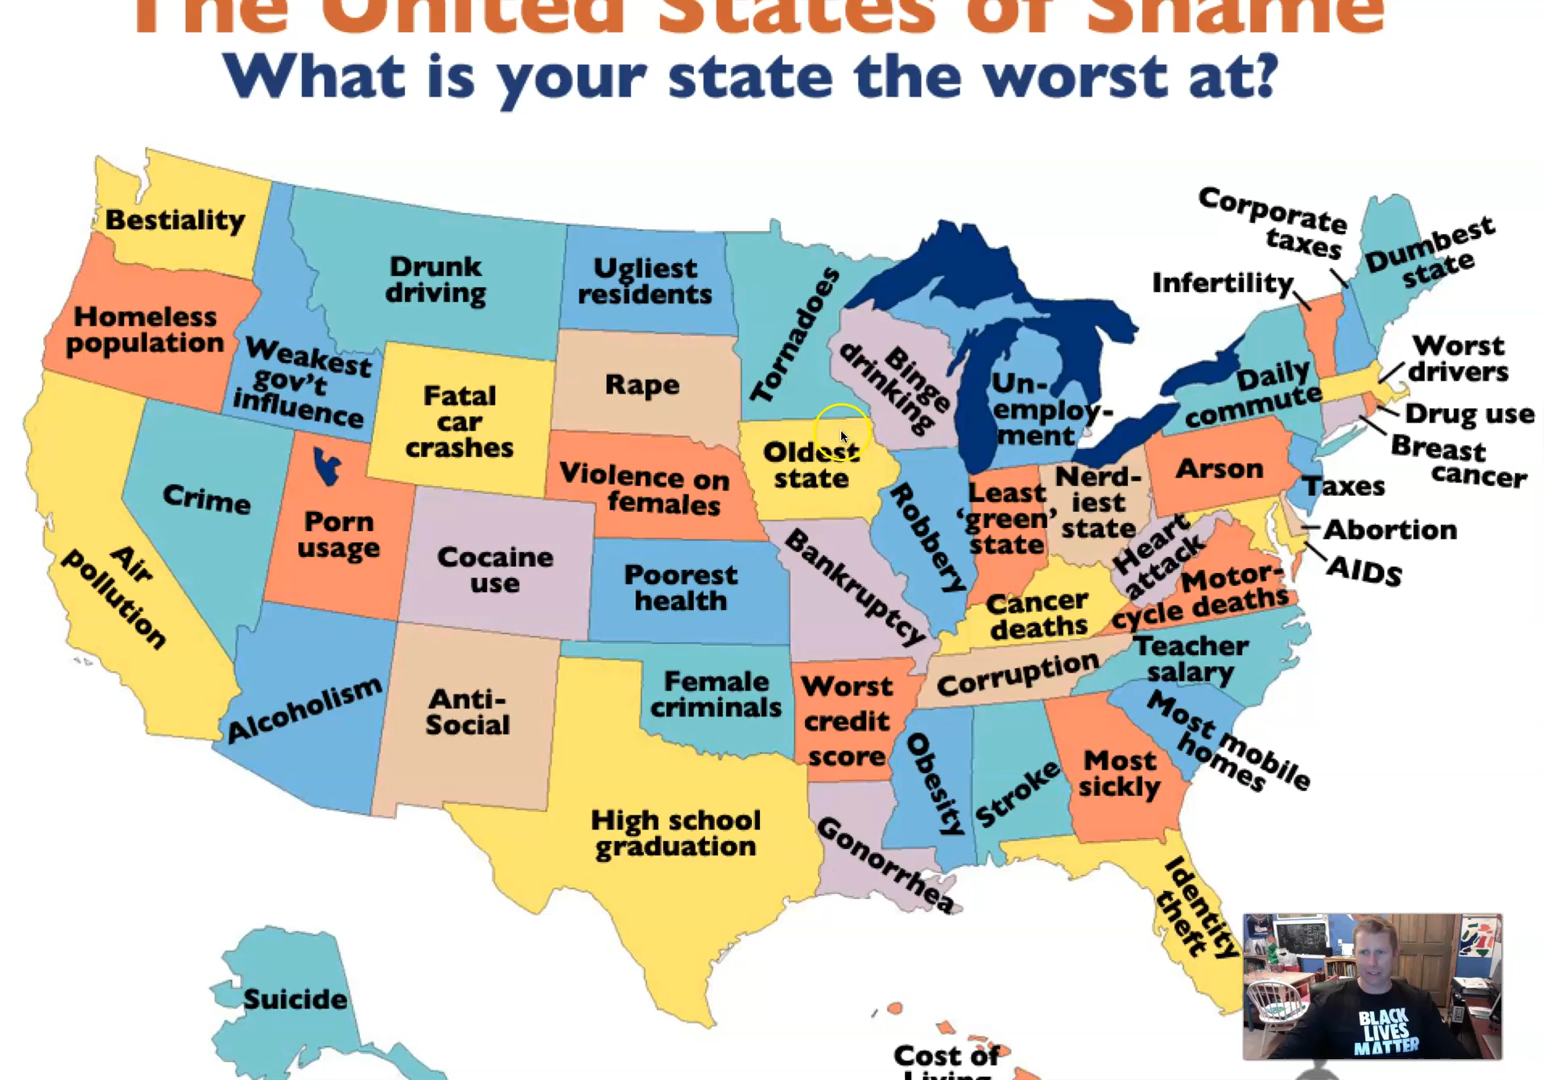 The United States of Shame
What is your state the worst at?
Bestiality
Homeless
population
Weakest
gov't
influence
Drunk
driving
Ugliest
residents
Tornadoes
Binge
drinking
Un-
employ-
ment
Corporate
taxes
Dumbest
state
Infertility
Daily
commute
Worst
drivers
Drug use
Breast
cancer
Taxes
Abortion
AIDS
Arson
Nerd-
iest
state
Least
'green'
state
Robbery
Oldest
state
Rape
Fatal
car
crashes
Violence on
females
Crime
Porn
usage
Cocaine
use
Poorest
health
Bankruptcy
Cancer
deaths
Heart
attack
Motor-
cycle deaths
Teacher
salary
Corruption
Air
pollution
Alcoholism
Anti-
Social
Female
criminals
Worst
credit
score
Obesity
Stroke
Most
sickly
Most mobile
homes
High school
graduation
Gonorrhea
Identity
theft
Suicide
Cost of
Living
BLACK
LIVES
MATTER